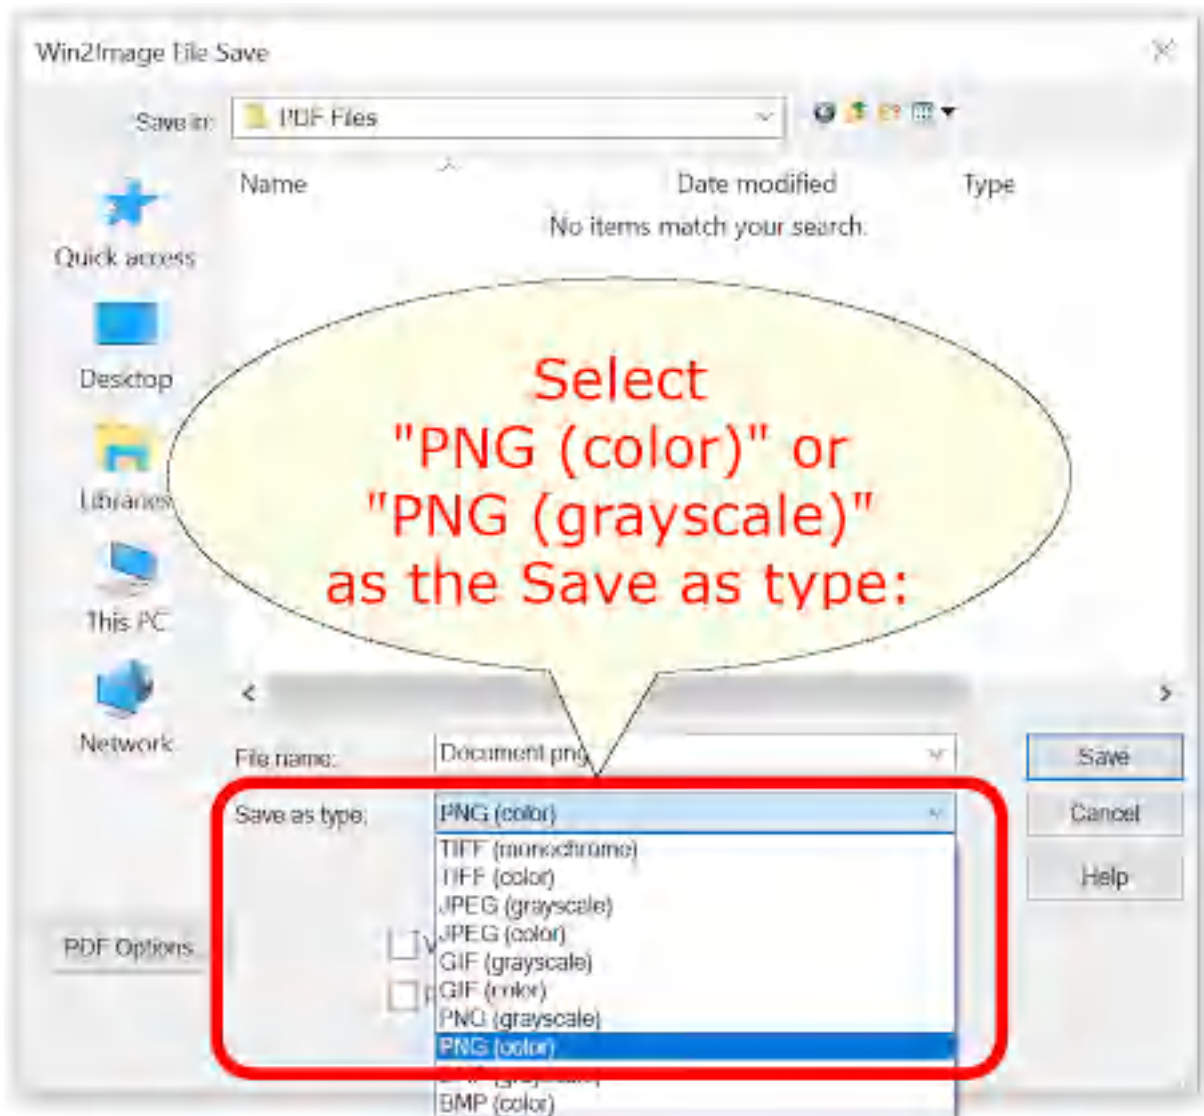 Win2Image File Save
Save in:
PDF Files
Name
Date modified
Type
No items match your search.
Quick access
Desktop
Libraries
This PC
Network
Select
"PNG (color)" or
"PNG (grayscale)"
as the Save as type:
File name:
Document.png
Save
Save as type:
PNG (color)
Cancel
TIFF (monochrome)
TIFF (color)
JPEG (grayscale)
Help
JPEG (color)
PDF Options...
GIF (grayscale)
GIF (color)
PNG (grayscale)
PNG (color)
BMP (color)